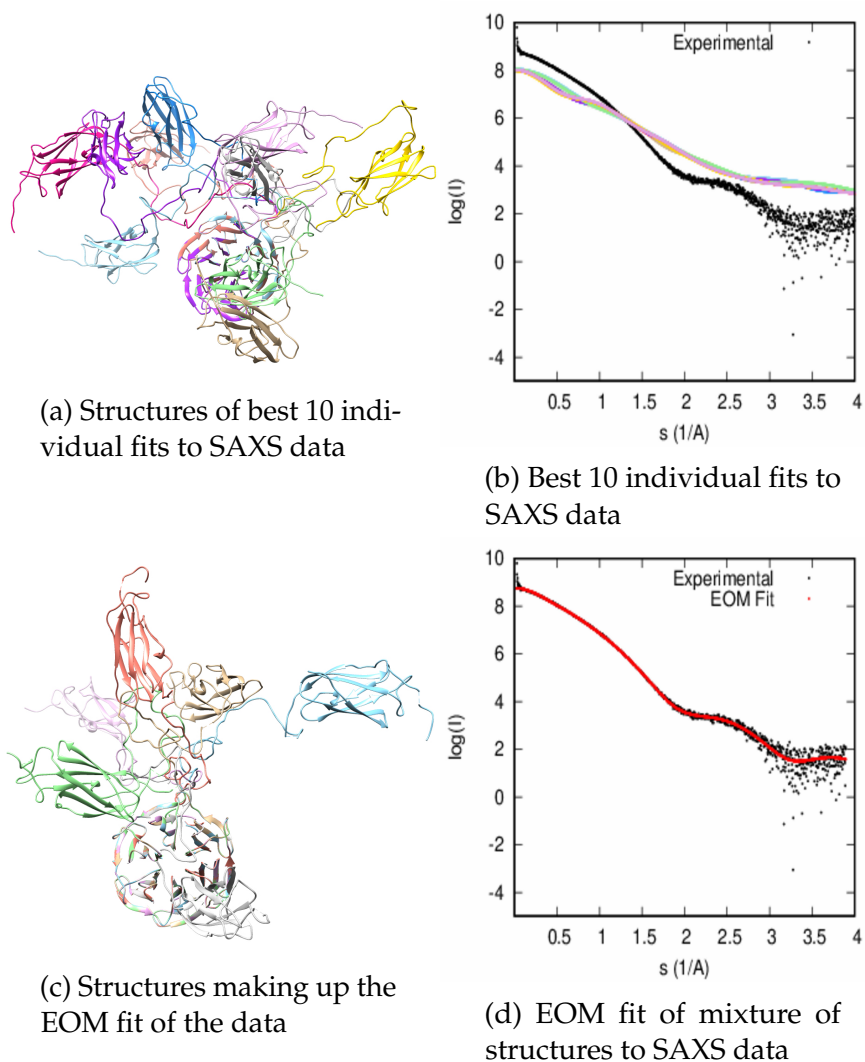 10
8
6
4
2
0
-2
-4
log(I)
Experimental
0.5 1 1.5 2 2.5 3 3.5 4
s (1/A)
(a) Structures of best 10 indi-
vidual fits to SAXS data
(b) Best 10 individual fits to
SAXS data
10
8
6
4
2
0
-2
-4
log(I)
Experimental
EOM Fit
0.5 1 1.5 2 2.5 3 3.5 4
s (1/A)
(c) Structures making up the
EOM fit of the data
(d) EOM fit of mixture of
structures to SAXS data